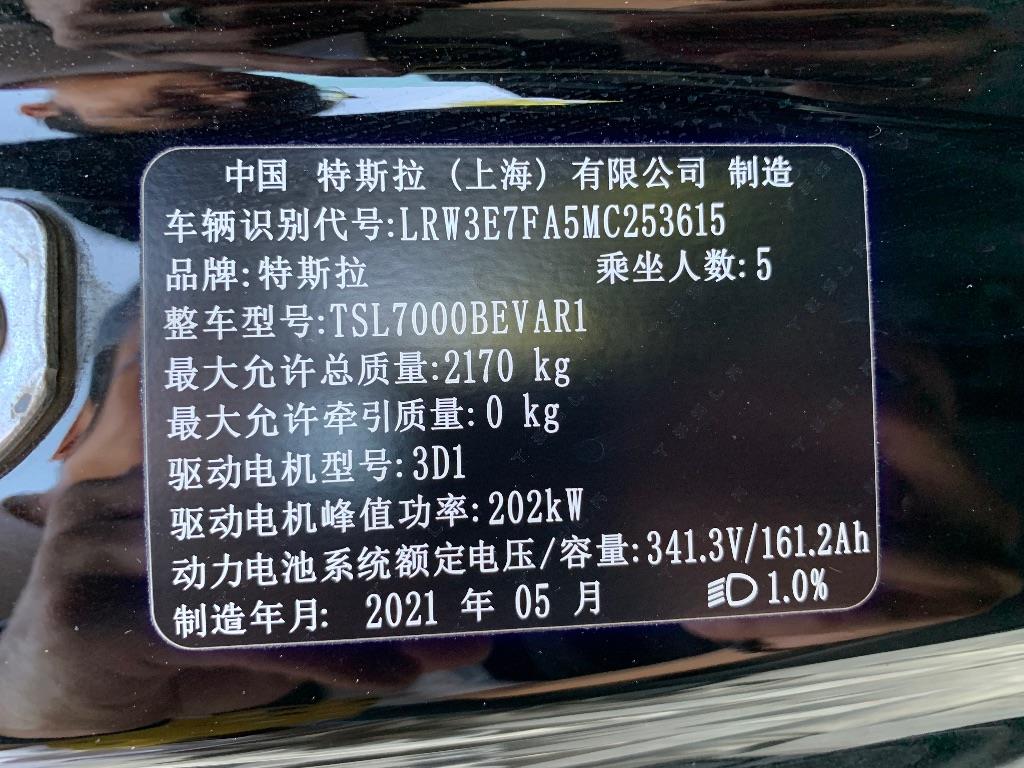 中国 特斯拉（上海）有限公司 制造
车辆识别代号:LRW3E7FA5MC253615
品牌:特斯拉 乘坐人数:5
整车型号:TSL7000BEVAR1
最大允许总质量:2170 kg
最大允许牵引质量:0 kg
驱动电机型号:3D1
驱动电机峰值功率:202kW
动力电池系统额定电压/容量:341.3V/161.2Ah
制造年月: 2021 年 05 月 1.0%